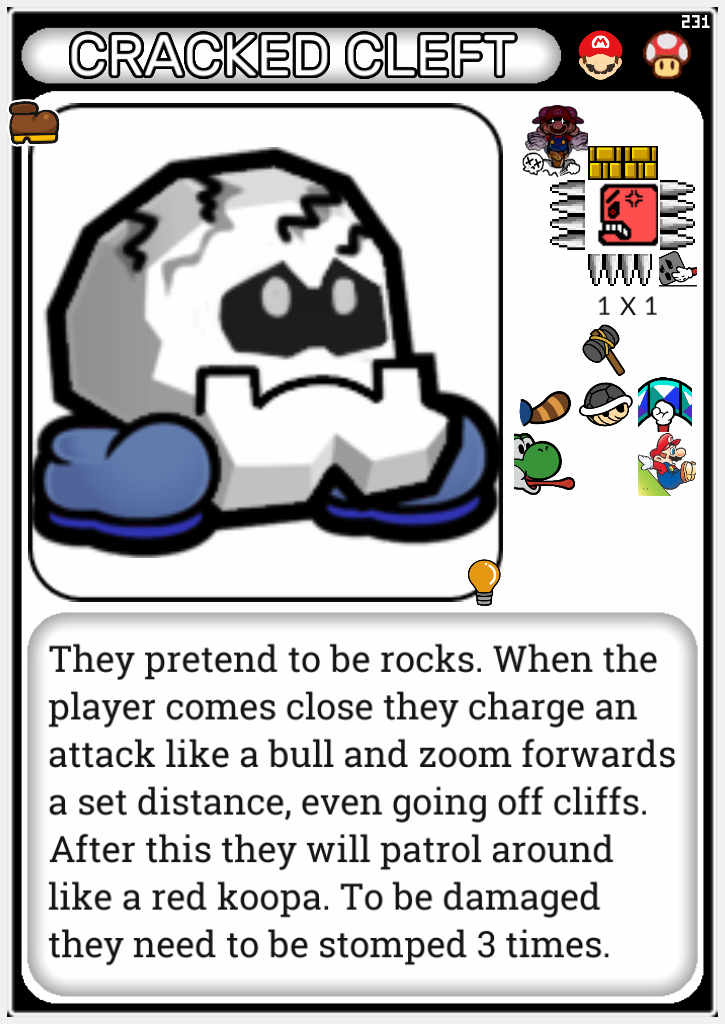 231
CRACKED CLEFT
1 X 1
They pretend to be rocks. When the
player comes close they charge an
attack like a bull and zoom forwards
a set distance, even going off cliffs.
After this they will patrol around
like a red koopa. To be damaged
they need to be stomped 3 times.